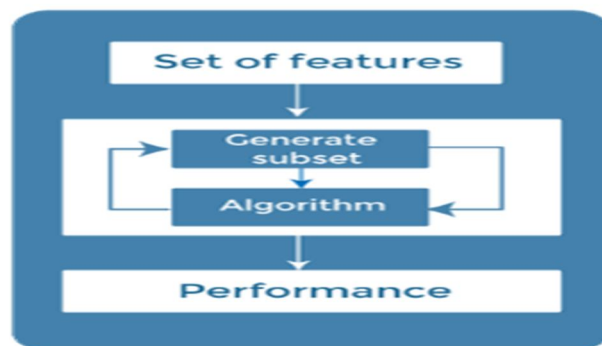 Set of features
Generate
subset
Algorithm
Performance